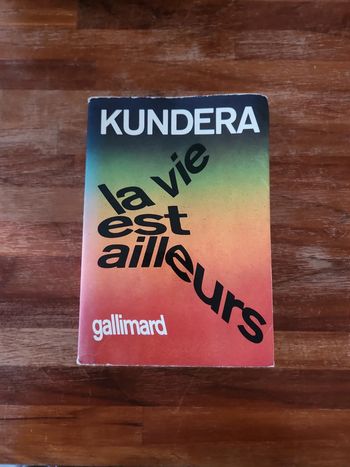 KUNDERA
la vie
est
ailleurs
gallimard